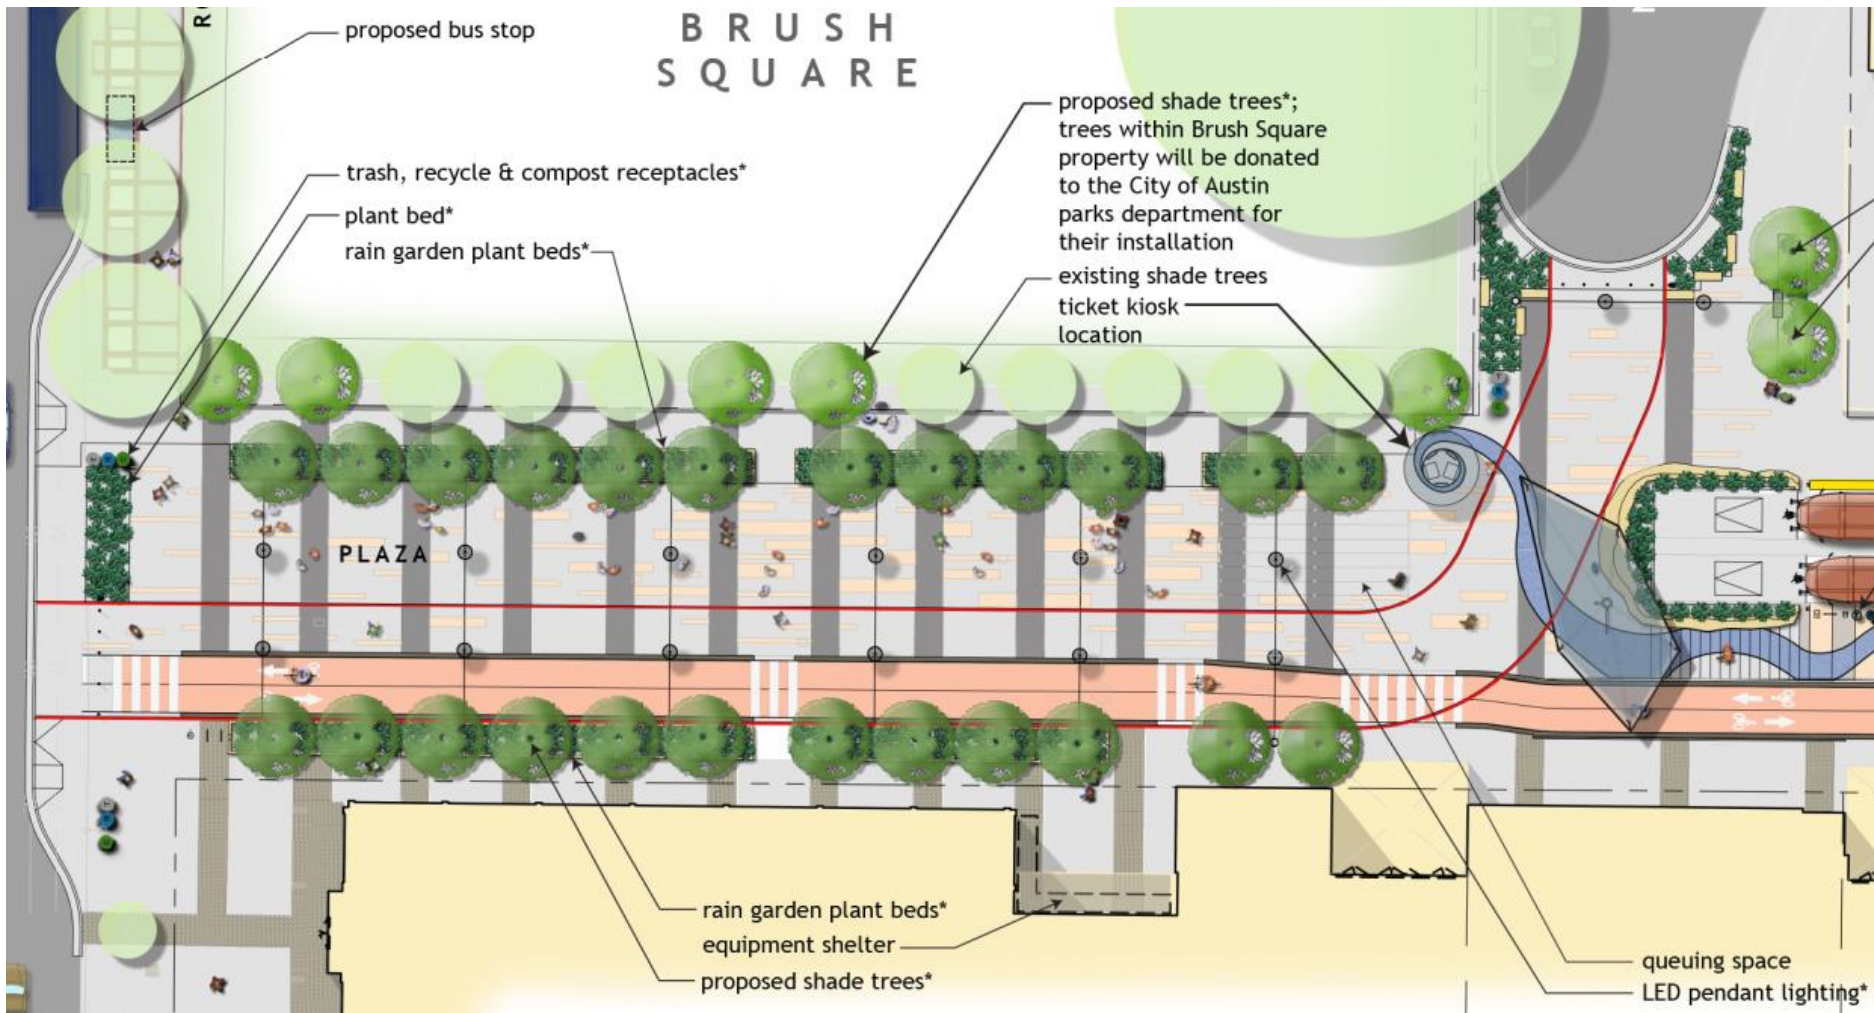 BRUSH
SQUARE
proposed bus stop
trash, recycle & compost receptacles*
plant bed*
rain garden plant beds*
proposed shade trees*;
trees within Brush Square
property will be donated
to the City of Austin
parks department for
their installation
existing shade trees
ticket kiosk
location
PLAZA
rain garden plant beds*
equipment shelter
proposed shade trees*
queuing space
LED pendant lighting*